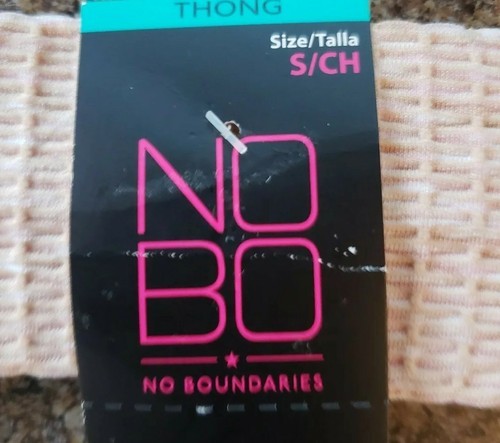 THONG
Size/Talla
S/CH
NO
BO
NO BOUNDARIES